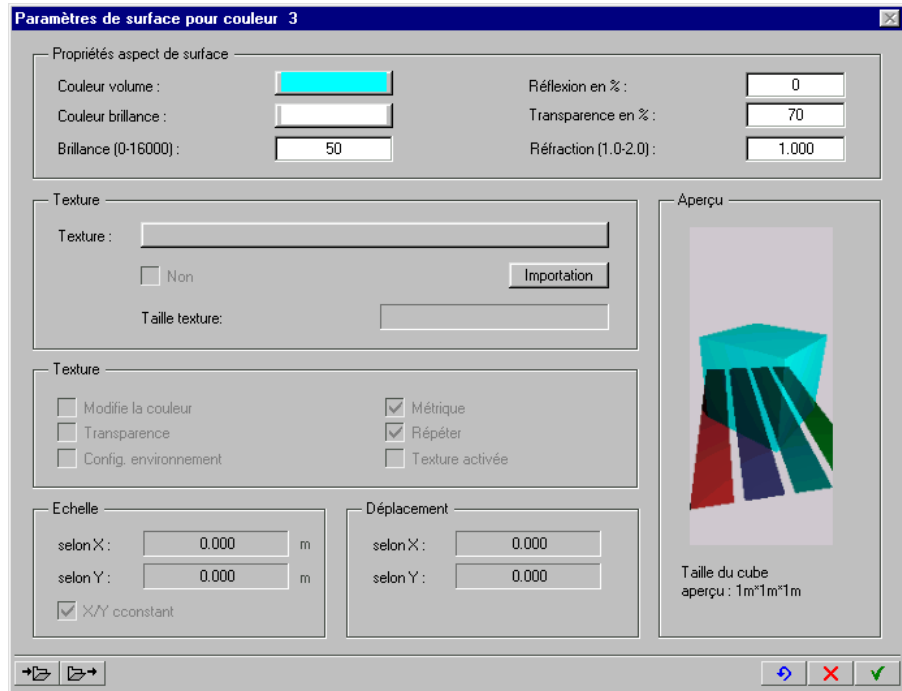 Paramètres de surface pour couleur 3
Propriétés aspect de surface
Couleur volume :
Réflexion en % : 0
Couleur brillance :
Transparence en % : 70
Brillance (0-16000) : 50
Réfraction (1.0-2.0) : 1.000
Texture
Aperçu
Texture :
Non
Importation
Taille texture:
Texture
Modifie la couleur
Métrique
Transparence
Répéter
Config. environnement
Texture activée
Echelle
Déplacement
selon X : 0.000 m
selon X : 0.000
selon Y : 0.000 m
selon Y : 0.000
X/Y cconstant
Taille du cube
aperçu : 1m*1m*1m